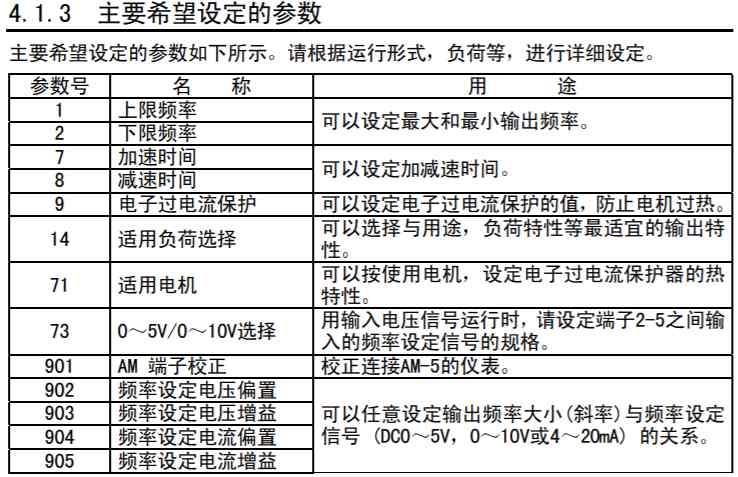 4.1.3 主要希望设定的参数
主要希望设定的参数如下所示。请根据运行形式，负荷等，进行详细设定。
参数号 名 称 用 途
1 上限频率 可以设定最大和最小输出频率。
2 下限频率
7 加速时间 可以设定加减速时间。
8 减速时间
9 电子过电流保护 可以设定电子过电流保护的值，防止电机过热。
14 适用负荷选择 可以选择与用途，负荷特性等最适宜的输出特
性。
71 适用电机 可以按使用电机，设定电子过电流保护器的热
特性。
73 0～5V/0～10V选择 用输入电压信号运行时，请设定端子2-5之间输
入的频率设定信号的规格。
901 AM 端子校正 校正连接AM-5的仪表。
902 频率设定电压偏置 可以任意设定输出频率大小(斜率)与频率设定
信号 (DC0～5V，0～10V或4～20mA) 的关系。
903 频率设定电压增益
904 频率设定电流偏置
905 频率设定电流增益